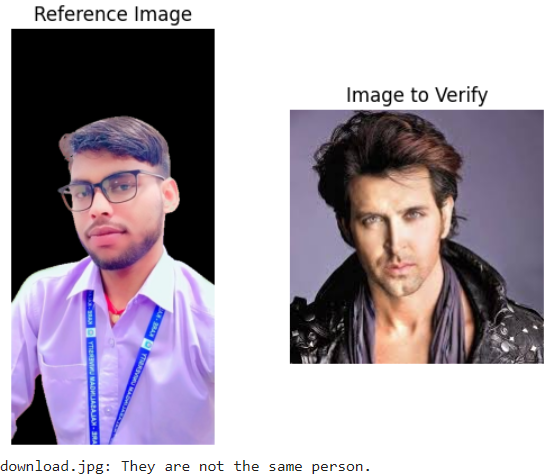 Reference Image
Image to Verify
download.jpg: They are not the same person.